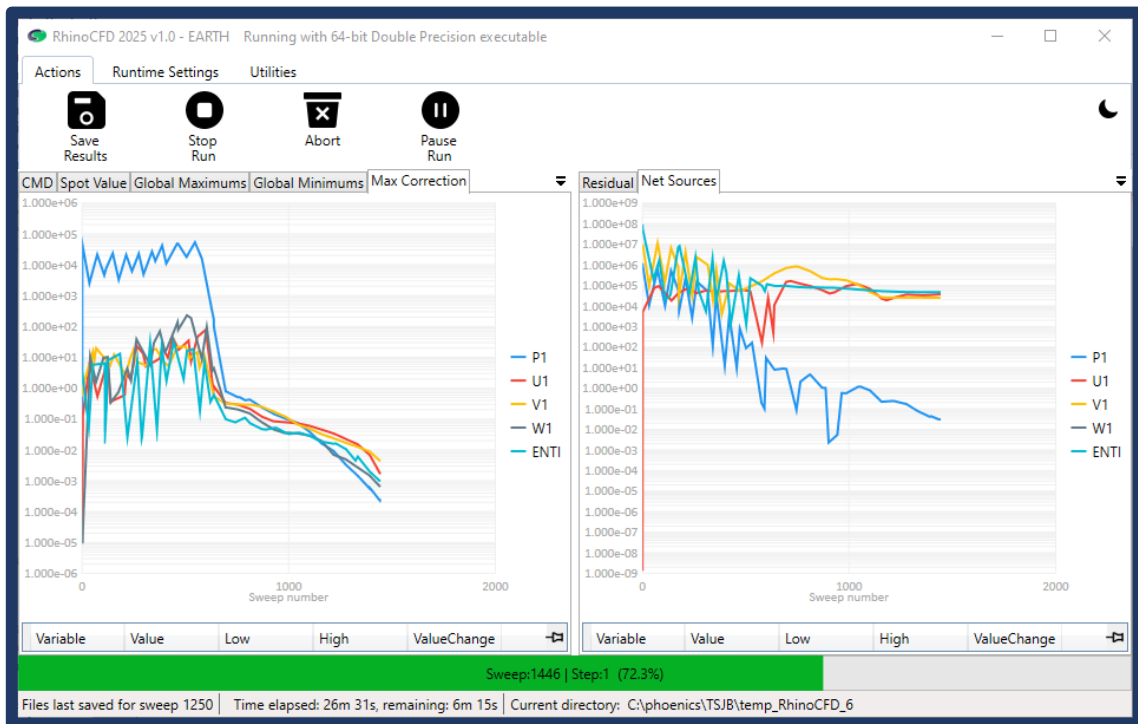 RhinoCFD 2025 v1.0 - EARTH Running with 64-bit Double Precision executable
Actions Runtime Settings Utilities
Save Results
Stop Run
Abort
Pause Run
CMD Spot Value Global Maximums Global Minimums Max Correction
1.000e+06
1.000e+05
1.000e+04
1.000e+03
1.000e+02
1.000e+01
1.000e+00
1.000e-01
1.000e-02
1.000e-03
1.000e-04
1.000e-05
1.000e-06
0 1000 2000
Sweep number
P1
U1
V1
W1
ENTI
Variable Value Low High ValueChange
Residual Net Sources
1.000e+09
1.000e+08
1.000e+07
1.000e+06
1.000e+05
1.000e+04
1.000e+03
1.000e+02
1.000e+01
1.000e+00
1.000e-01
1.000e-02
1.000e-03
1.000e-04
1.000e-05
1.000e-06
1.000e-07
1.000e-08
1.000e-09
0 1000 2000
Sweep number
P1
U1
V1
W1
ENTI
Variable Value Low High ValueChange
Sweep:1446 | Step:1 (72.3%)
Files last saved for sweep 1250 Time elapsed: 26m 31s, remaining: 6m 15s Current directory: C:\phoenics\TSJB\temp_RhinoCFD_6